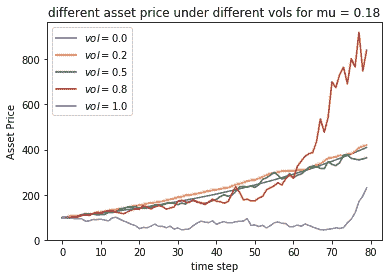 different asset price under different vols for mu = 0.18
vol = 0.0
vol = 0.2
vol = 0.5
vol = 0.8
vol = 1.0
Asset Price
800
600
400
200
0
0 10 20 30 40 50 60 70 80
time step